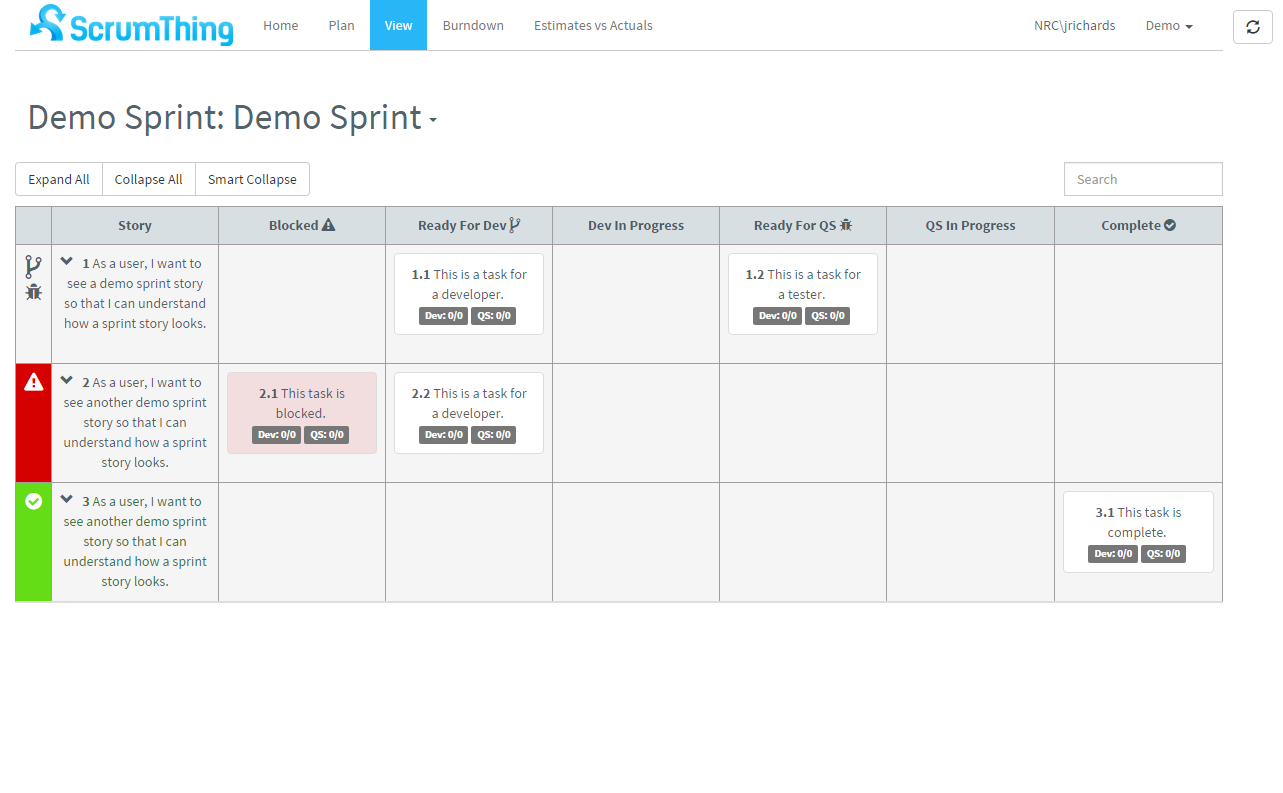 ScrumThing Home Plan View Burndown Estimates vs Actuals NRC\jrichards Demo
Demo Sprint: Demo Sprint
Expand All Collapse All Smart Collapse Search
Story Blocked Ready For Dev Dev In Progress Ready For QS QS In Progress Complete
1 As a user, I want to
see a demo sprint story
so that I can understand
how a sprint story looks.
1.1 This is a task for
a developer.
Dev: 0/0 QS: 0/0
1.2 This is a task for
a tester.
Dev: 0/0 QS: 0/0
2 As a user, I want to
see another demo sprint
story so that I can
understand how a sprint
story looks.
2.1 This task is
blocked.
Dev: 0/0 QS: 0/0
2.2 This is a task for
a developer.
Dev: 0/0 QS: 0/0
3 As a user, I want to
see another demo sprint
story so that I can
understand how a sprint
story looks.
3.1 This task is
complete.
Dev: 0/0 QS: 0/0